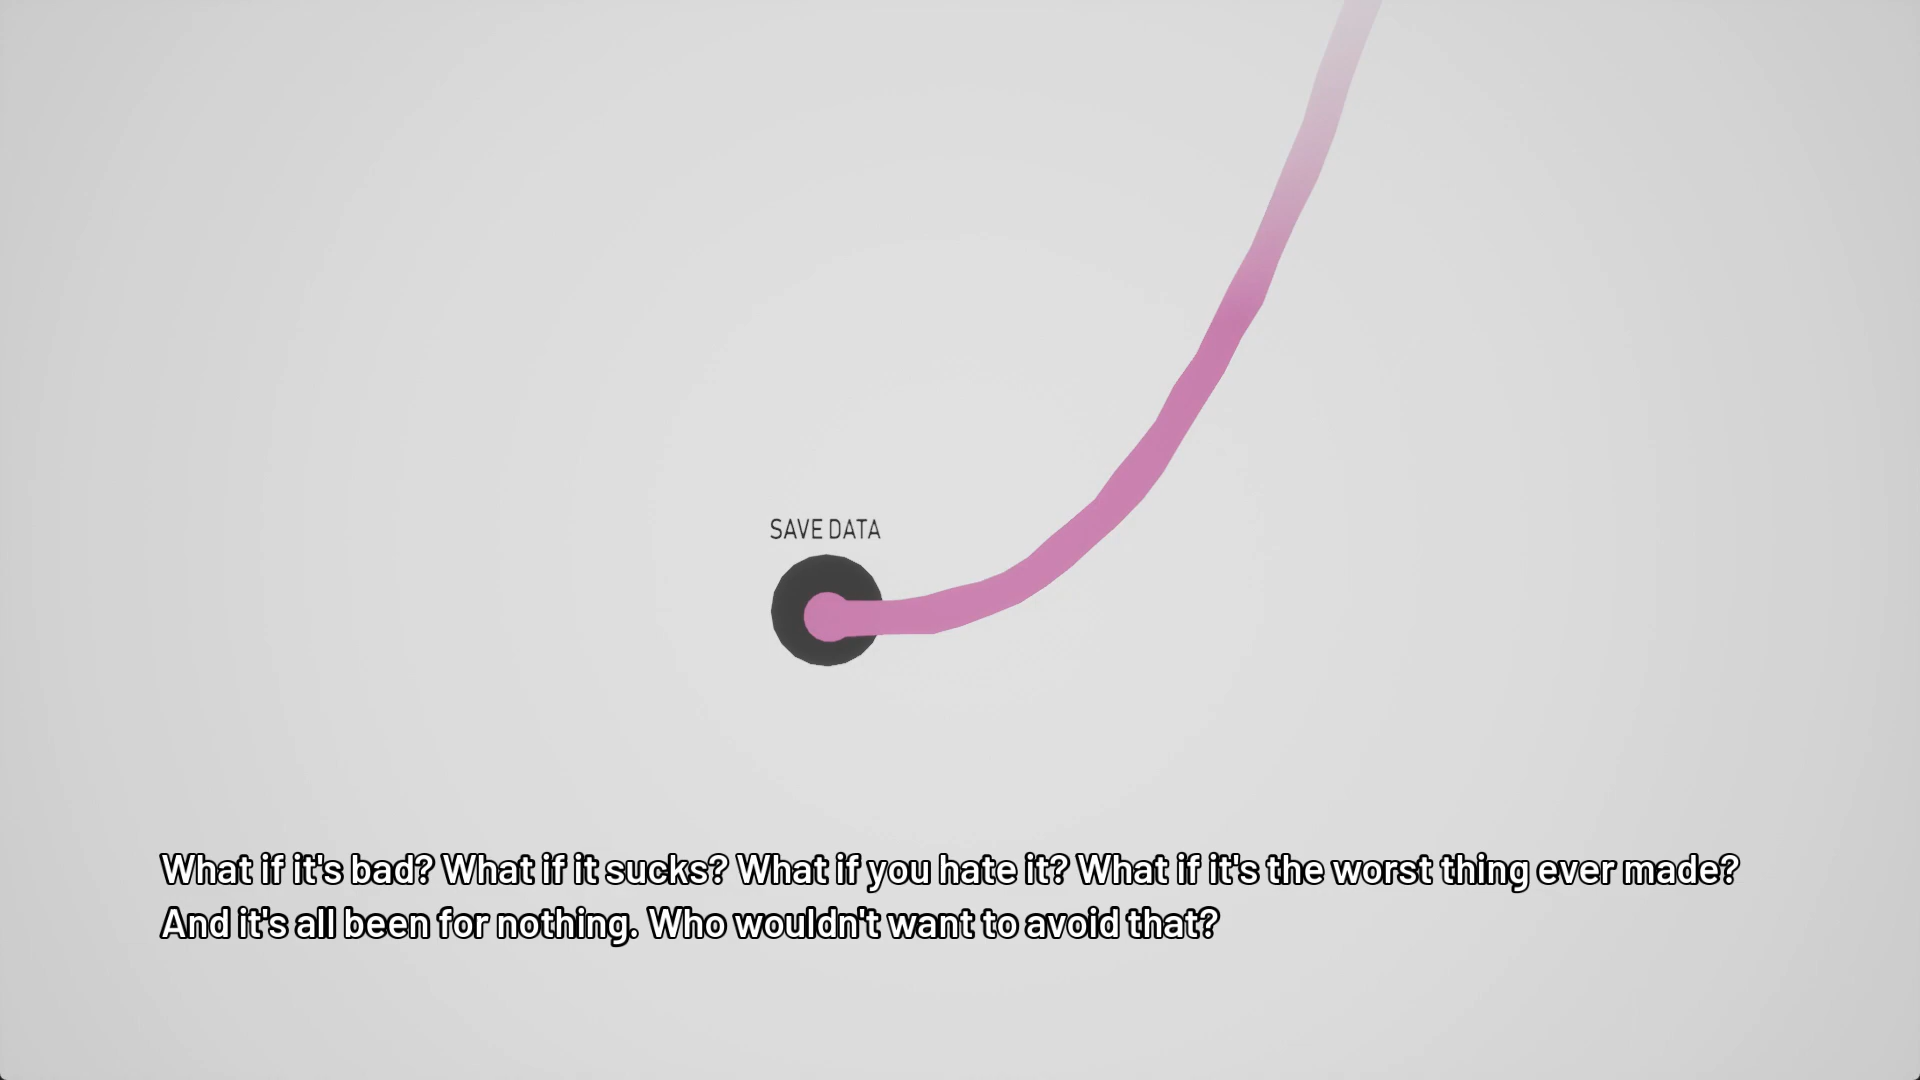 SAVE DATA
What if it's bad? What if it sucks? What if you hate it? What if it's the worst thing ever made?
And it's all been for nothing. Who wouldn't want to avoid that?